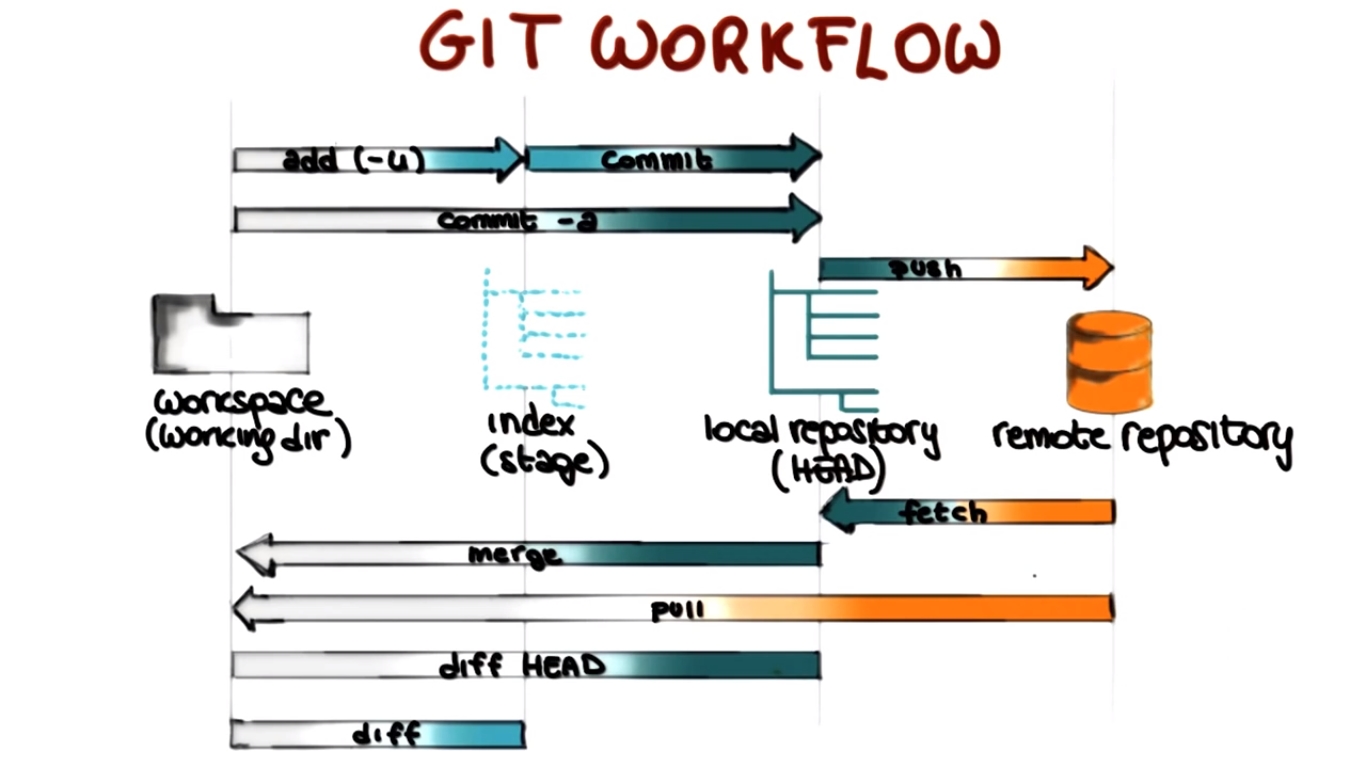 GIT WORKFLOW
add (-u)
commit
commit -a
push
workspace
(working dir)
index
(stage)
local repository
(HEAD)
remote repository
fetch
merge
pull
diff HEAD
diff